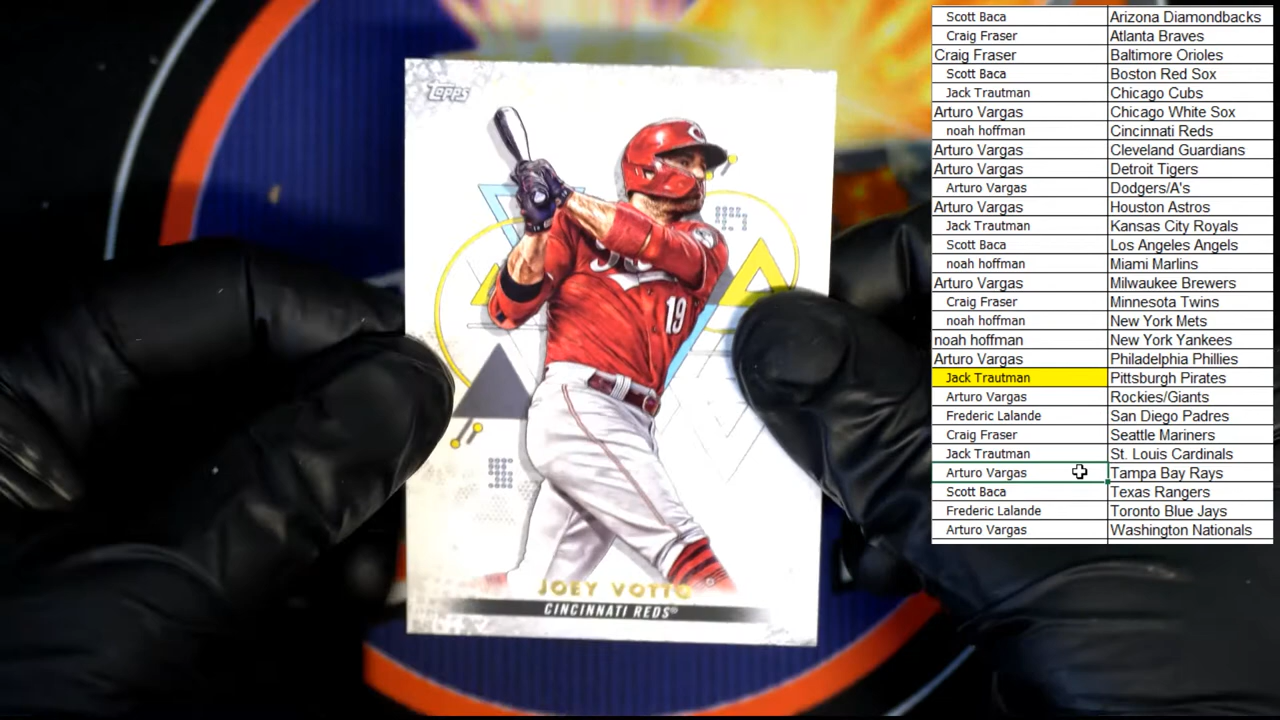 Topps
19
JOEY VOTTO
CINCINNATI REDS®
Scott Baca Arizona Diamondbacks
Craig Fraser Atlanta Braves
Craig Fraser Baltimore Orioles
Scott Baca Boston Red Sox
Jack Trautman Chicago Cubs
Arturo Vargas Chicago White Sox
noah hoffman Cincinnati Reds
Arturo Vargas Cleveland Guardians
Arturo Vargas Detroit Tigers
Arturo Vargas Dodgers/A's
Arturo Vargas Houston Astros
Jack Trautman Kansas City Royals
Scott Baca Los Angeles Angels
noah hoffman Miami Marlins
Arturo Vargas Milwaukee Brewers
Craig Fraser Minnesota Twins
noah hoffman New York Mets
noah hoffman New York Yankees
Arturo Vargas Philadelphia Phillies
Jack Trautman Pittsburgh Pirates
Arturo Vargas Rockies/Giants
Frederic Lalande San Diego Padres
Craig Fraser Seattle Mariners
Jack Trautman St. Louis Cardinals
Arturo Vargas Tampa Bay Rays
Scott Baca Texas Rangers
Frederic Lalande Toronto Blue Jays
Arturo Vargas Washington Nationals